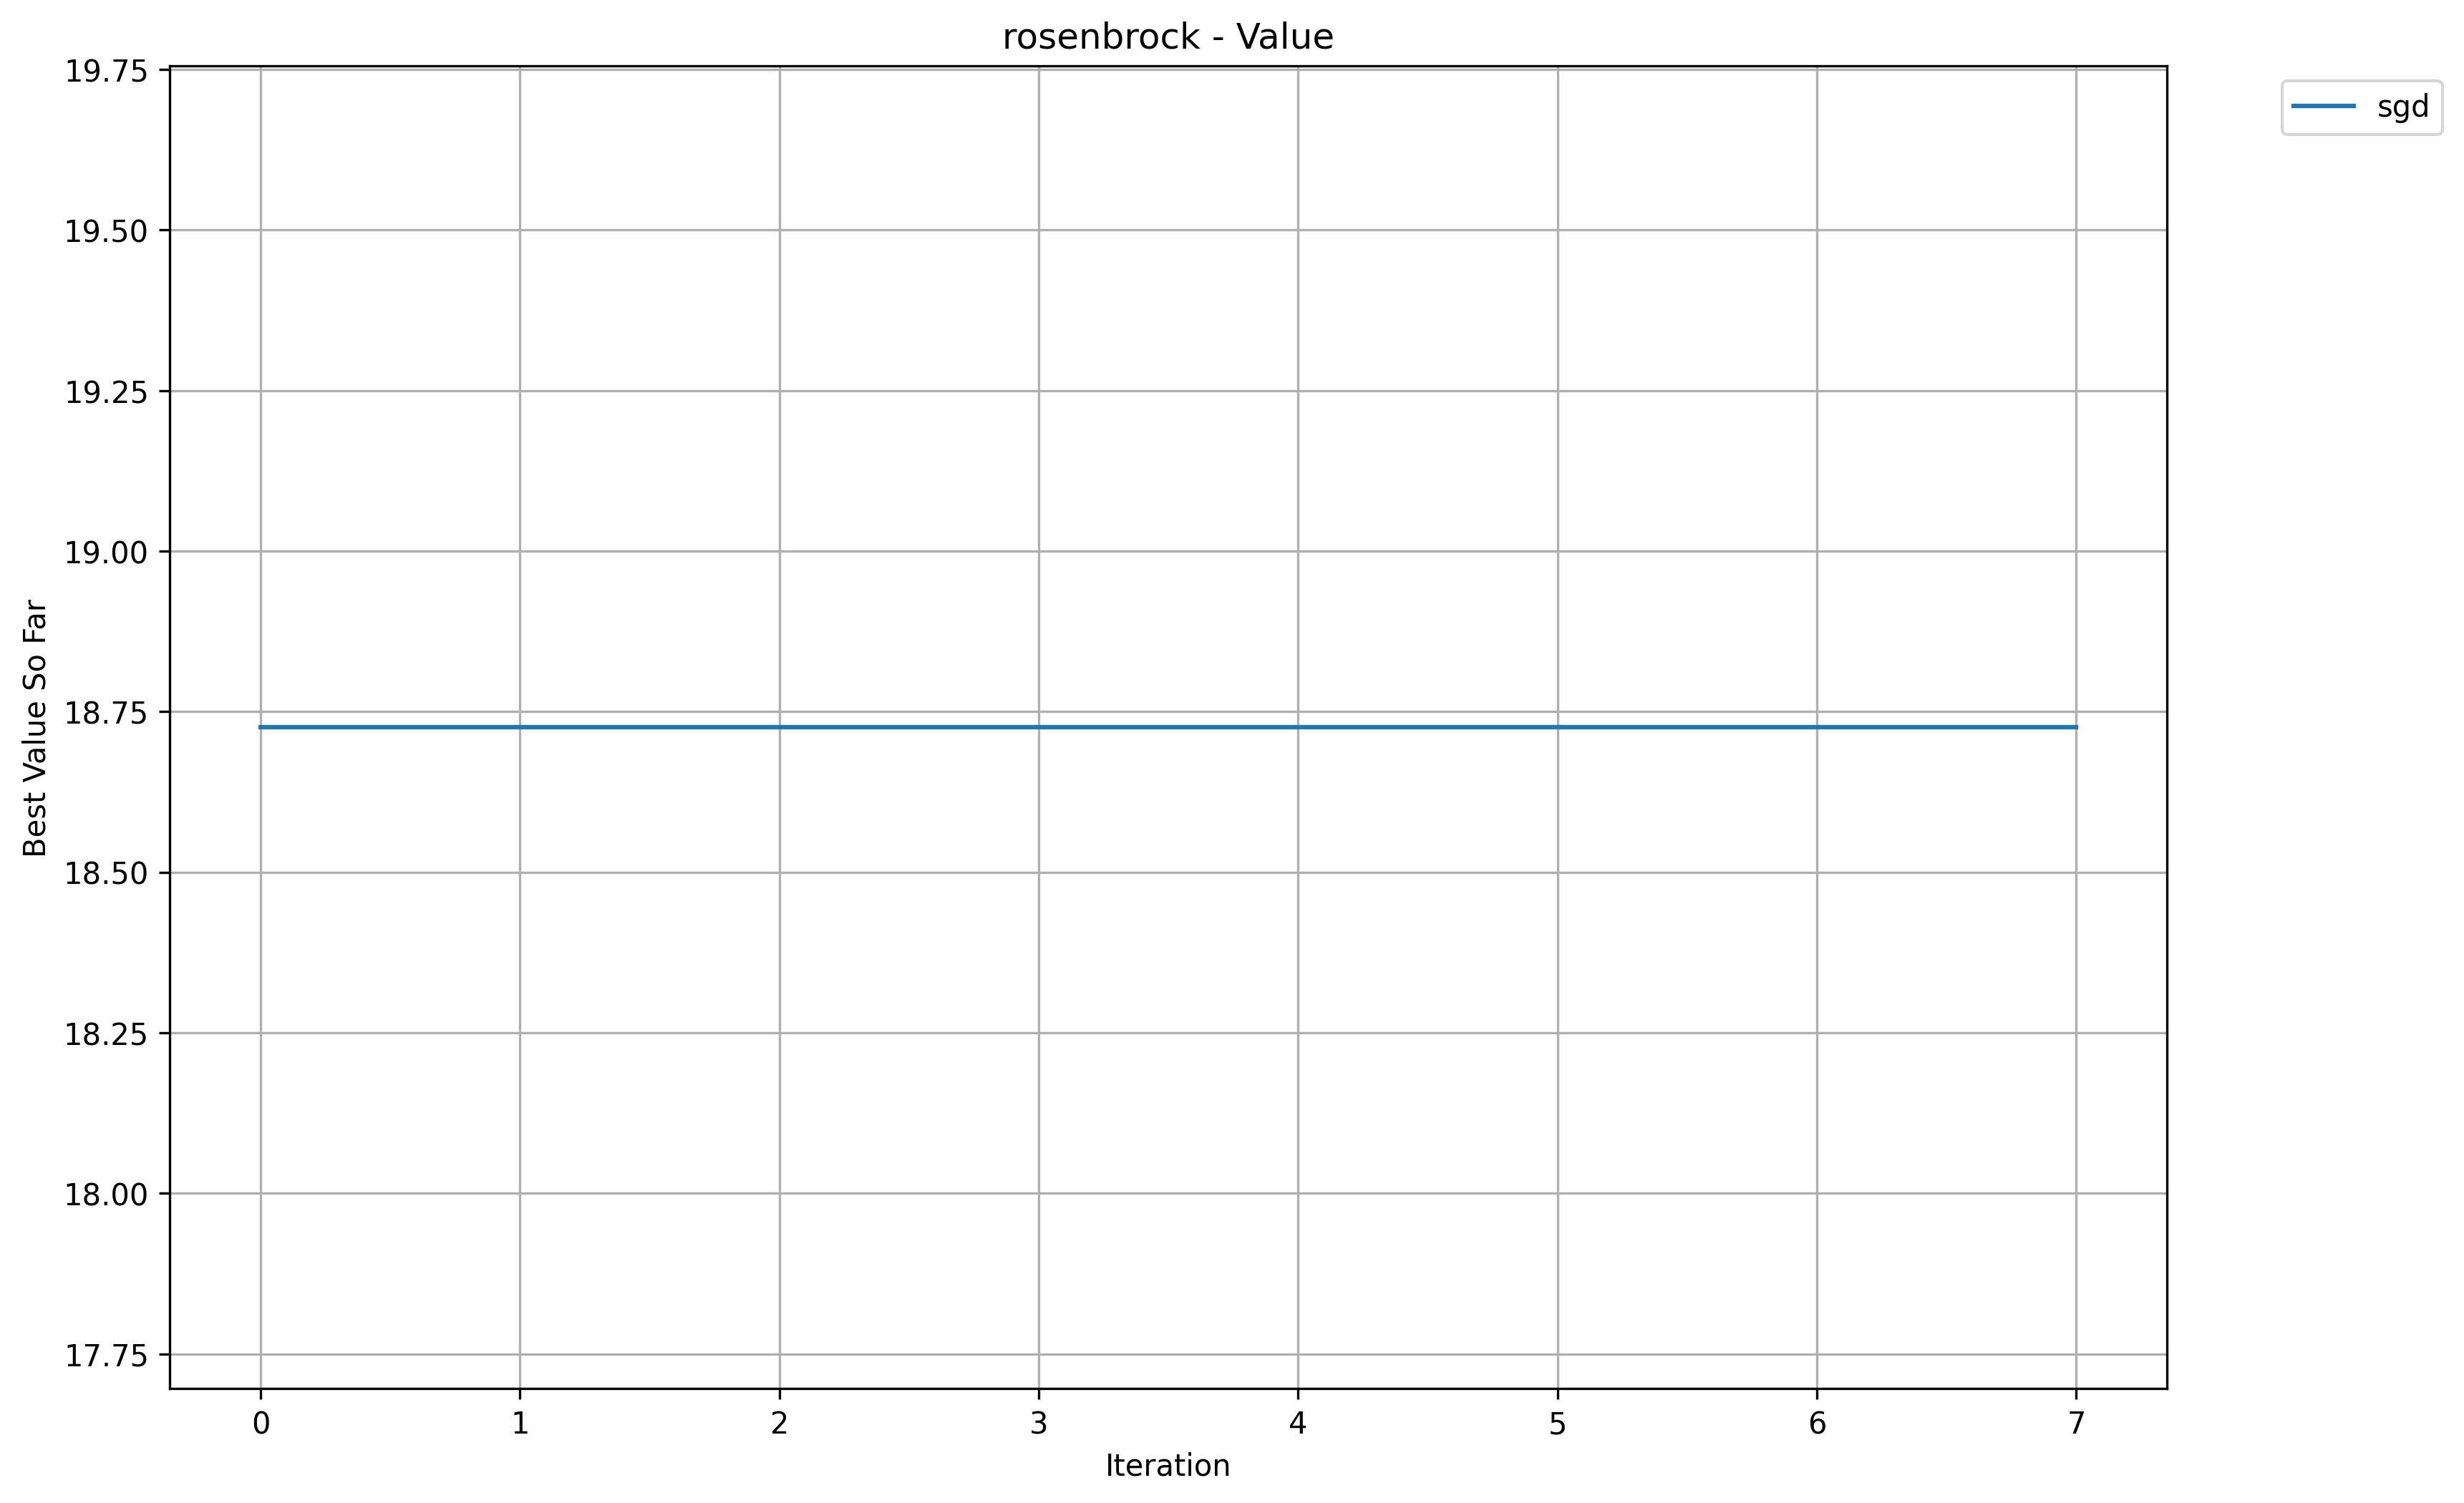 rosenbrock - Value
sgd
19.75
19.50
19.25
19.00
18.75
18.50
18.25
18.00
17.75
Best Value So Far
0 1 2 3 4 5 6 7
Iteration